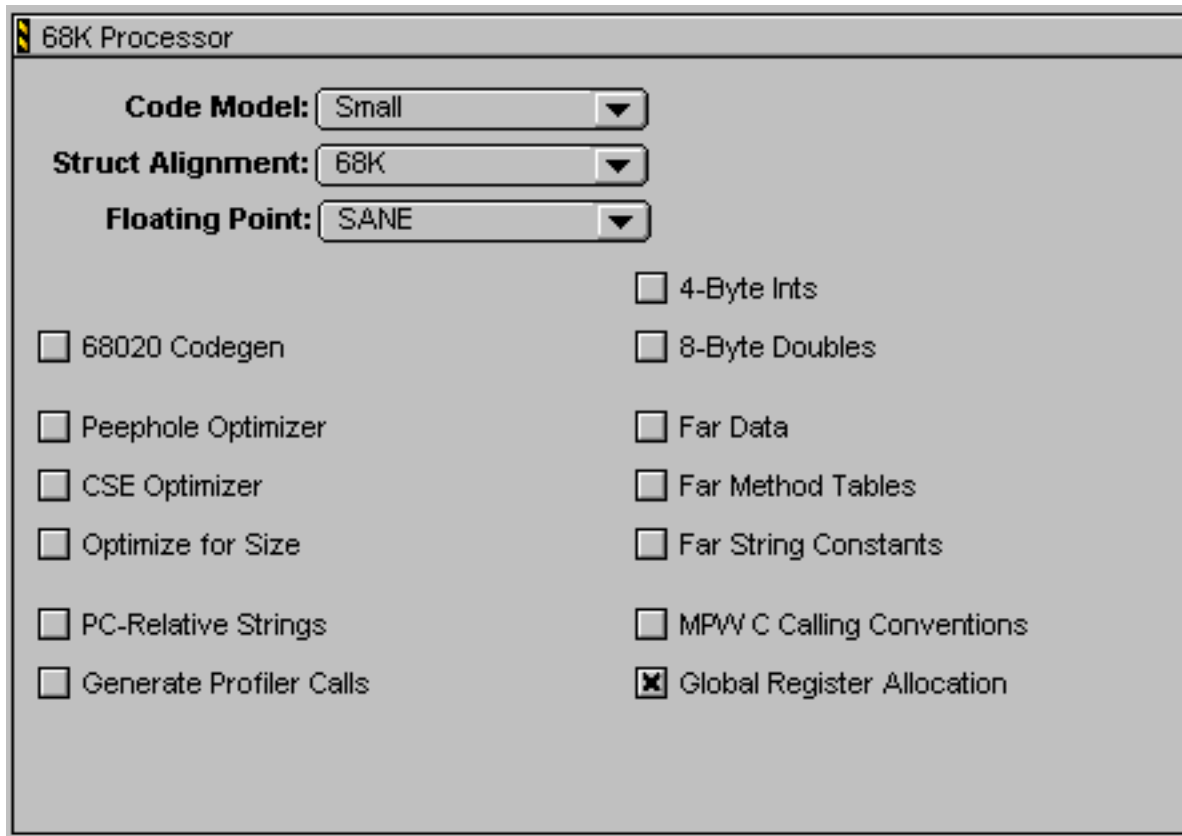 68K Processor
Code Model: Small
Struct Alignment: 68K
Floating Point: SANE
4-Byte Ints
68020 Codegen 8-Byte Doubles
Peephole Optimizer Far Data
CSE Optimizer Far Method Tables
Optimize for Size Far String Constants
PC-Relative Strings MPW C Calling Conventions
Generate Profiler Calls Global Register Allocation